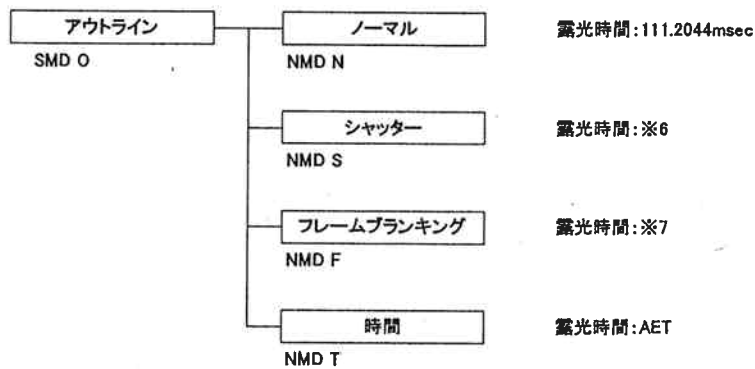 アウトライン
SMD O
ノーマル
NMD N
露光時間:111.2044msec
シャッター
NMD S
露光時間:※6
フレームブランキング
NMD F
露光時間:※7
時間
NMD T
露光時間:AET